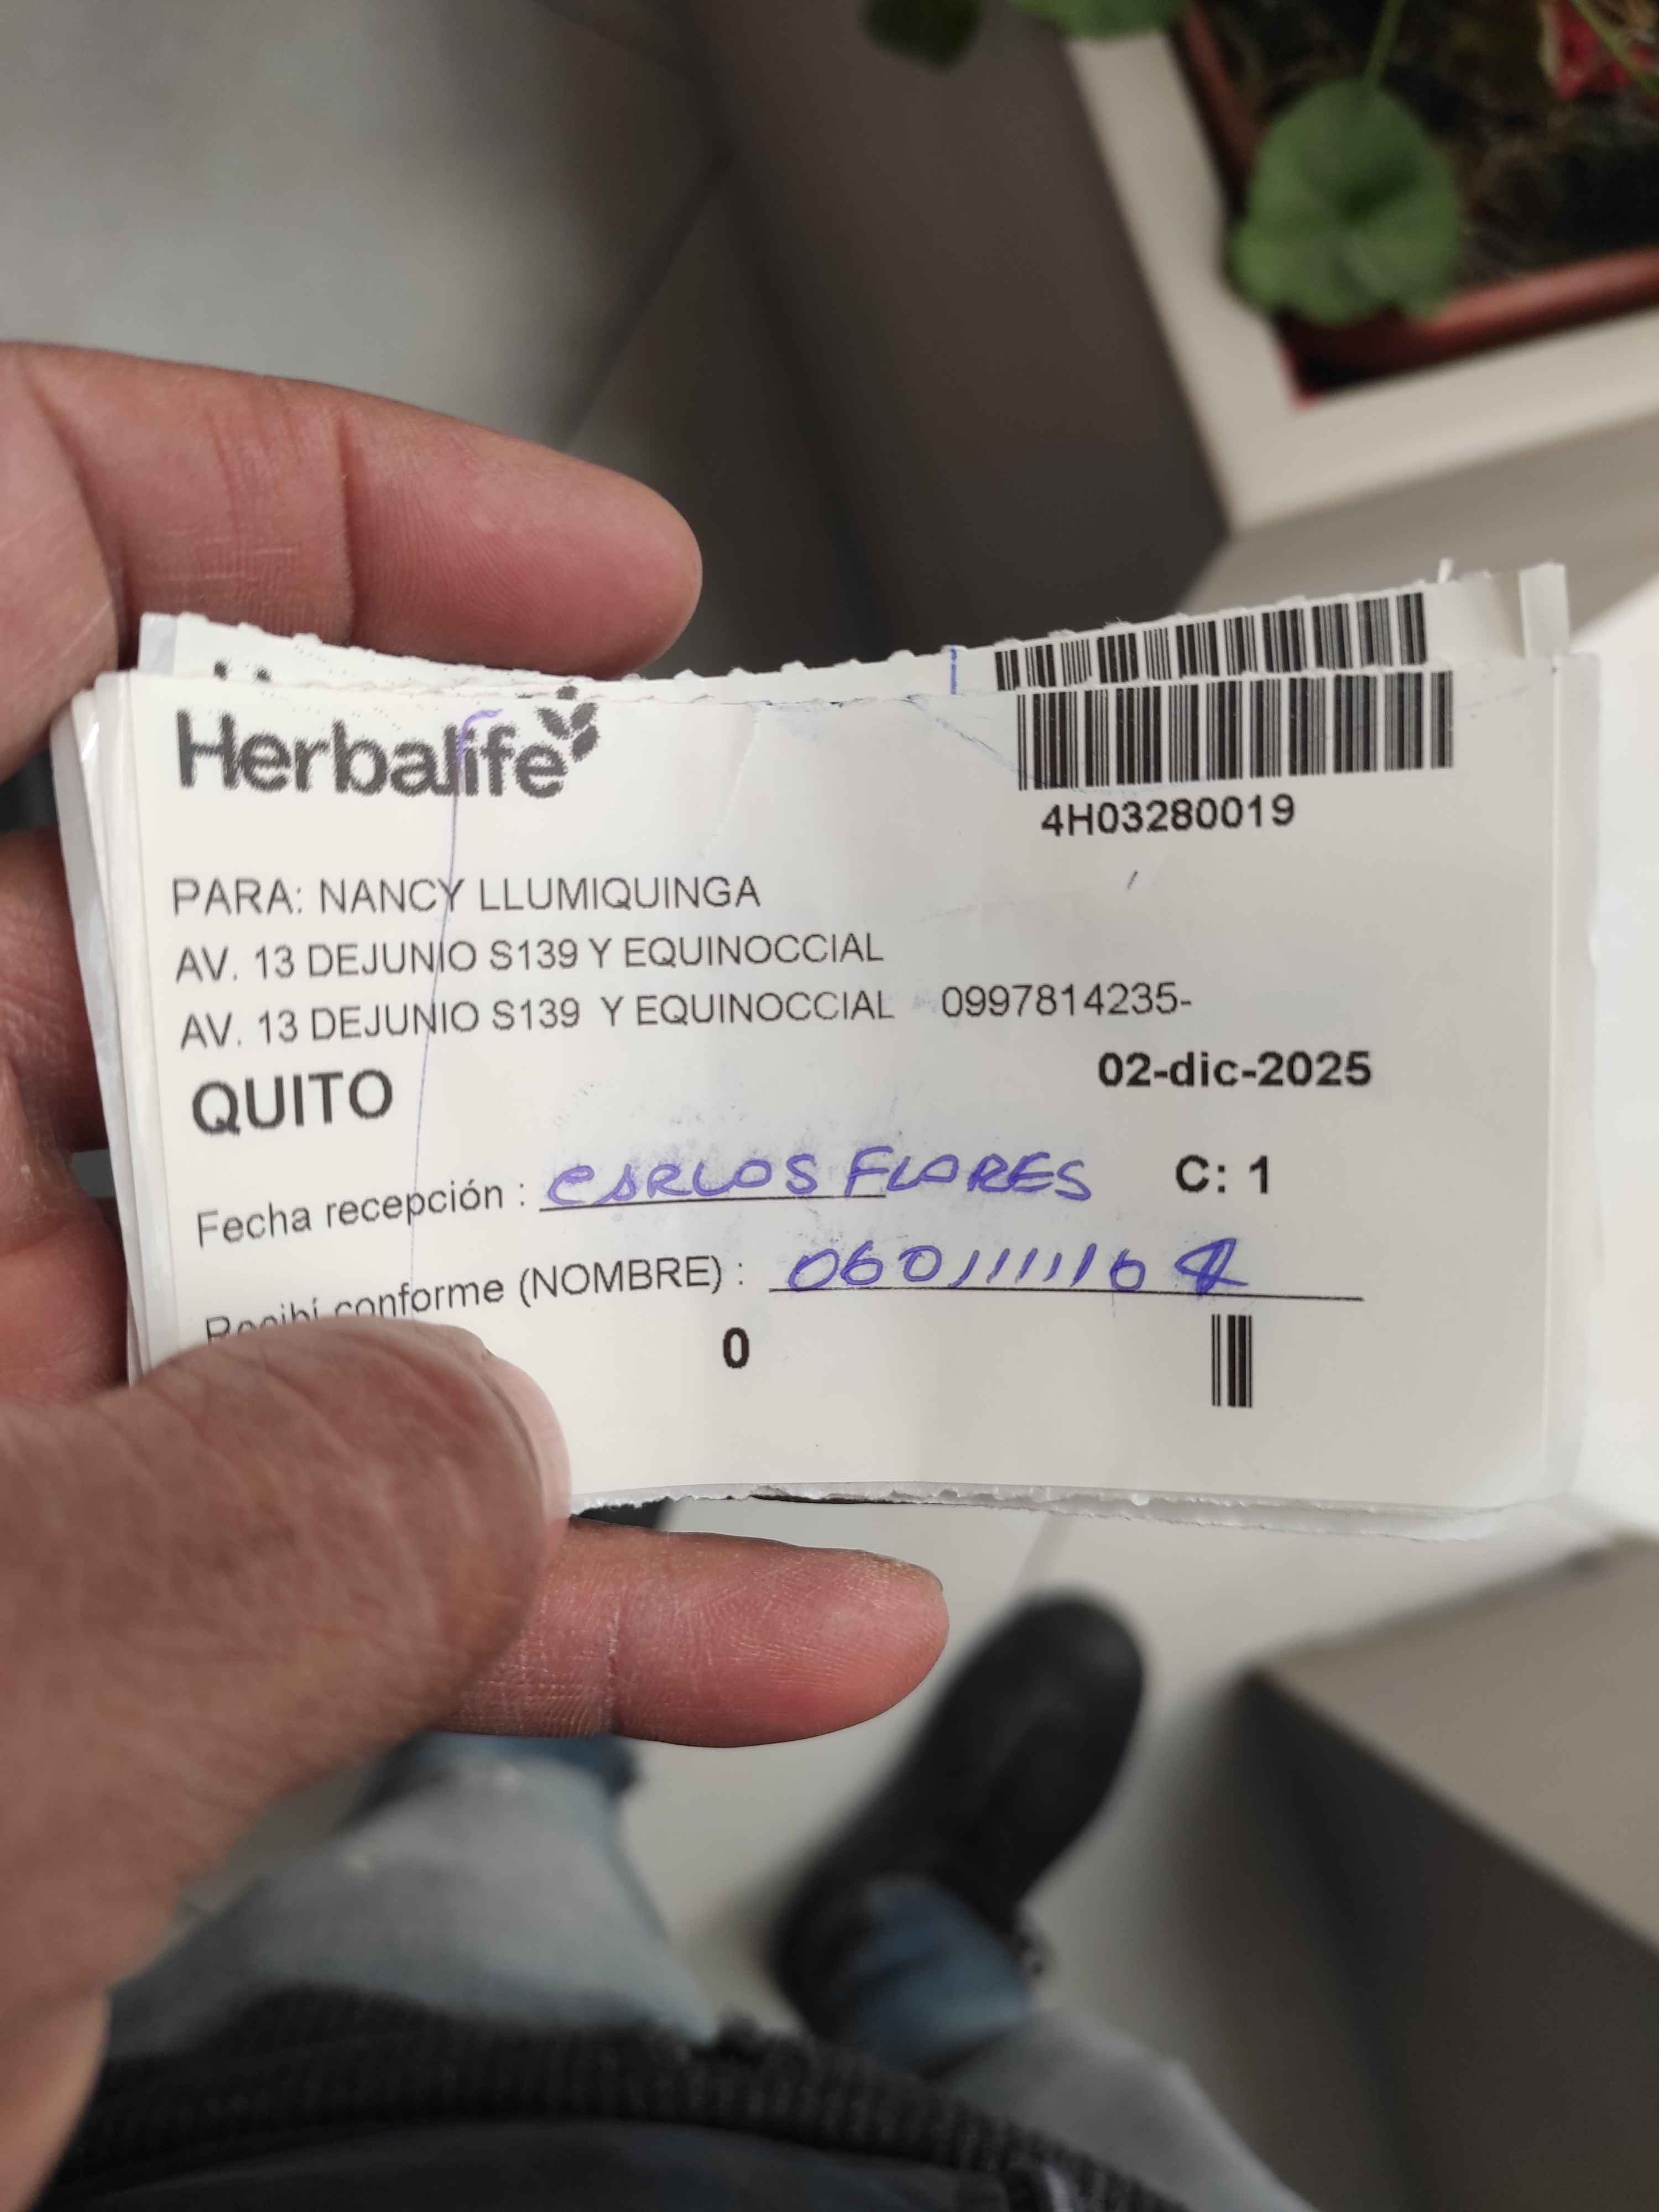 Herbalife
4H03280019
PARA: NANCY LLUMIQUINGA
AV. 13 DEJUNIO S139 Y EQUINOCCIAL
AV. 13 DEJUNIO S139 Y EQUINOCCIAL 0997814235-
QUITO 02-dic-2025
Fecha recepción : CARLOS FLORES C: 1
Recibí conforme (NOMBRE) :
0